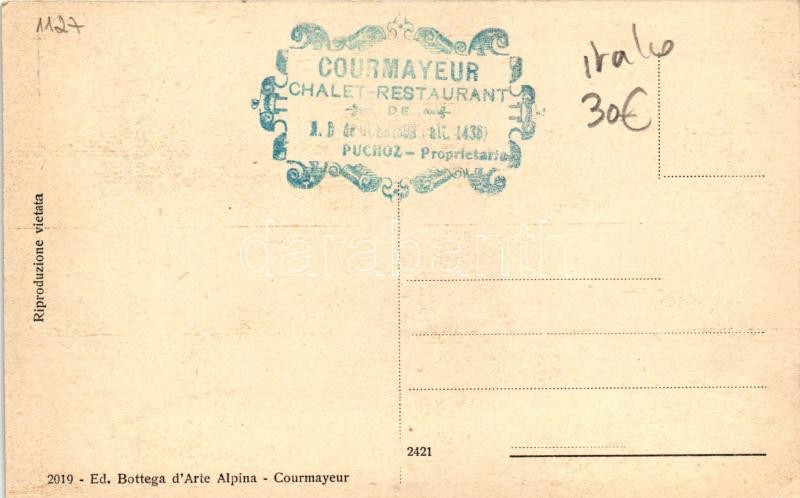 1127
COURMAYEUR
CHALET-RESTAURANT
DE
N. D. de alt. 1436)
PUCHOZ - Proprietario
italo
30€
Riproduzione vietata
darabanth
2421
2019 - Ed. Bottega d'Arte Alpina - Courmayeur